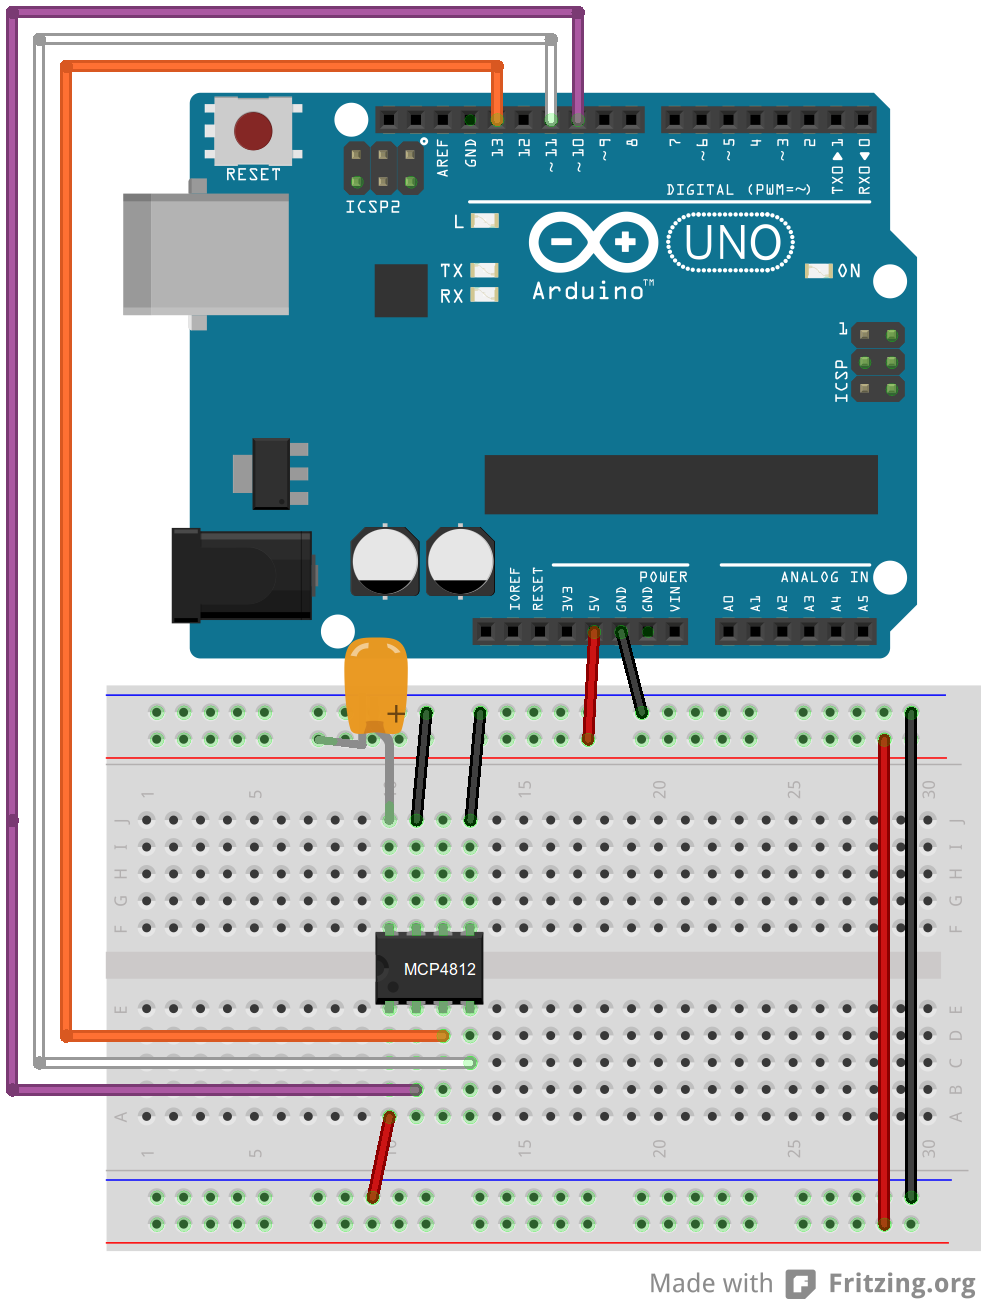 RESET
ICSP2
AREF
GND
13
12
~11
~10
~9
8
7
~6
~5
4
~3
2
TX0▶1
RX0◀0
DIGITAL (PWM=~)
L
TX
RX
UNO
Arduino™
ON
1
ICSP
IOREF
RESET
3V3
5V
GND
GND
VIN
POWER
ANALOG IN
A0
A1
A2
A3
A4
A5
+
1
5
10
15
20
25
30
J
J
I
I
H
H
G
G
F
F
MCP4812
E
E
D
C
C
B
B
A
A
1
5
10
15
20
25
30
Made with Fritzing.org